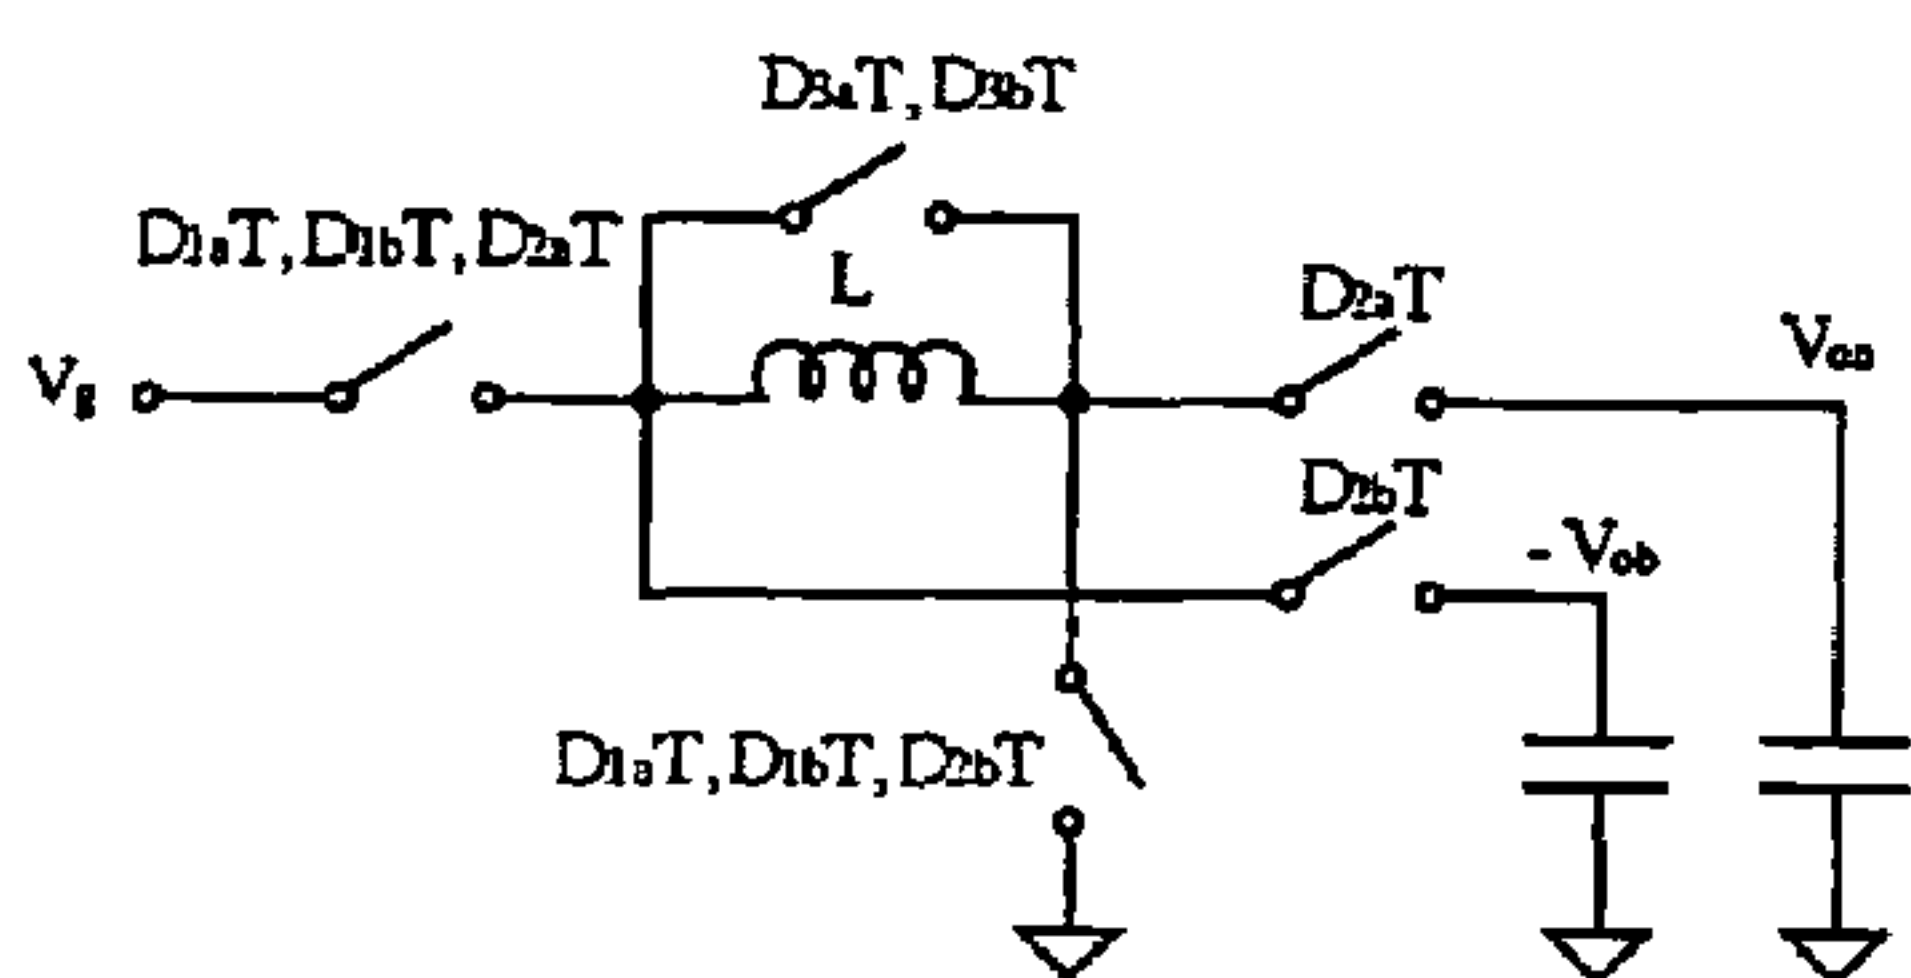 D3aT, D3bT
D1aT, D1bT, D2aT
L
D2aT
Vg
Voa
D2bT
- Vob
D1aT, D1bT, D2bT